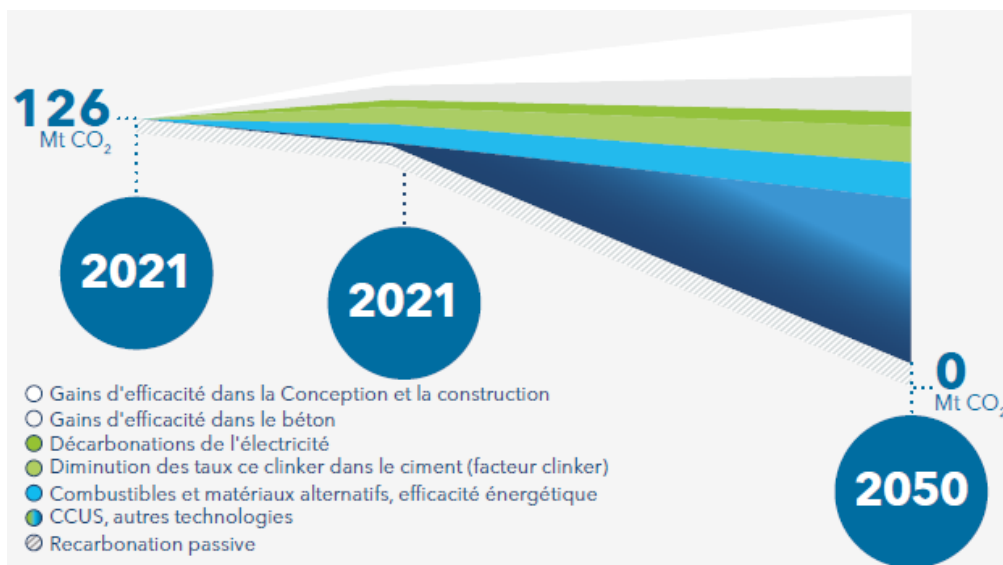 126
Mt CO₂
2021
2021
0
Mt CO₂
2050
Gains d'efficacité dans la Conception et la construction
Gains d'efficacité dans le béton
Décarbonations de l'électricité
Diminution des taux ce clinker dans le ciment (facteur clinker)
Combustibles et matériaux alternatifs, efficacité énergétique
CCUS, autres technologies
Recarbonation passive